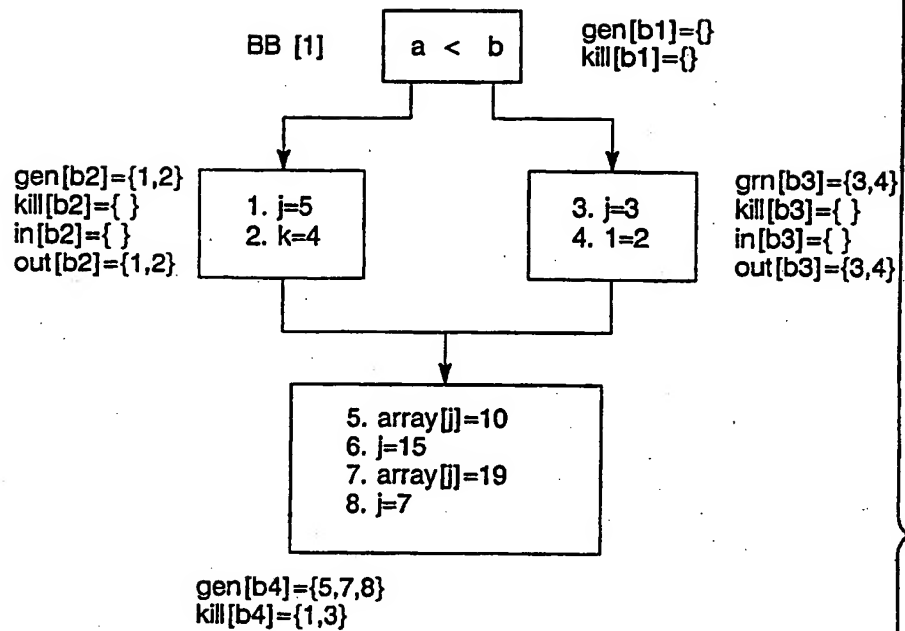 BB [1]
a < b
gen[b1]={}
kill[b1]={}
gen[b2]={1,2}
kill[b2]={ }
in[b2]={ }
out[b2]={1,2}
1. j=5
2. k=4
3. j=3
4. 1=2
grn[b3]={3,4}
kill[b3]={ }
in[b3]={ }
out[b3]={3,4}
5. array[j]=10
6. j=15
7. array[j]=19
8. j=7
gen[b4]={5,7,8}
kill[b4]={1,3}